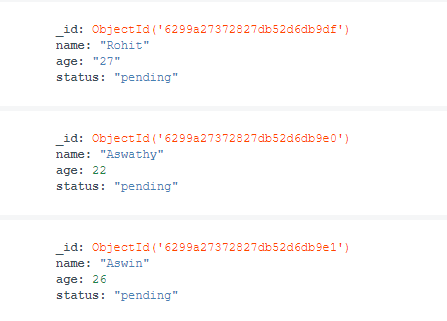 _id: ObjectId('6299a27372827db52d6db9df')
name: "Rohit"
age: "27"
status: "pending"
_id: ObjectId('6299a27372827db52d6db9e0')
name: "Aswathy"
age: 22
status: "pending"
_id: ObjectId('6299a27372827db52d6db9e1')
name: "Aswin"
age: 26
status: "pending"